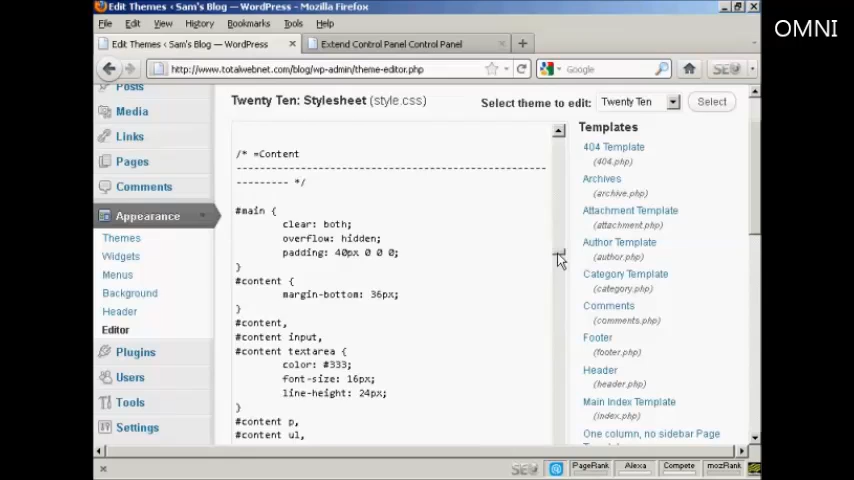 Edit Themes ‹ Sam's Blog — WordPress - Mozilla Firefox
OMNI
File Edit View History Bookmarks Tools Help
Edit Themes ‹ Sam's Blog — WordPress × Extend Control Panel Control Panel × +
http://www.totalwebnet.com/blog/wp-admin/theme-editor.php
Google
SEO
Posts
Media
Links
Pages
Comments
Appearance
Themes
Widgets
Menus
Background
Header
Editor
Plugins
Users
Tools
Settings
Twenty Ten: Stylesheet (style.css)
Select theme to edit: Twenty Ten Select
/* =Content
-----------------------------------------------------
--------- */
#main {
clear: both;
overflow: hidden;
padding: 40px 0 0 0;
}
#content {
margin-bottom: 36px;
}
#content,
#content input,
#content textarea {
color: #333;
font-size: 16px;
line-height: 24px;
}
#content p,
#content ul,
Templates
404 Template
(404.php)
Archives
(archive.php)
Attachment Template
(attachment.php)
Author Template
(author.php)
Category Template
(category.php)
Comments
(comments.php)
Footer
(footer.php)
Header
(header.php)
Main Index Template
(index.php)
One column, no sidebar Page
× SEO PageRank Alexa Compete mozRank